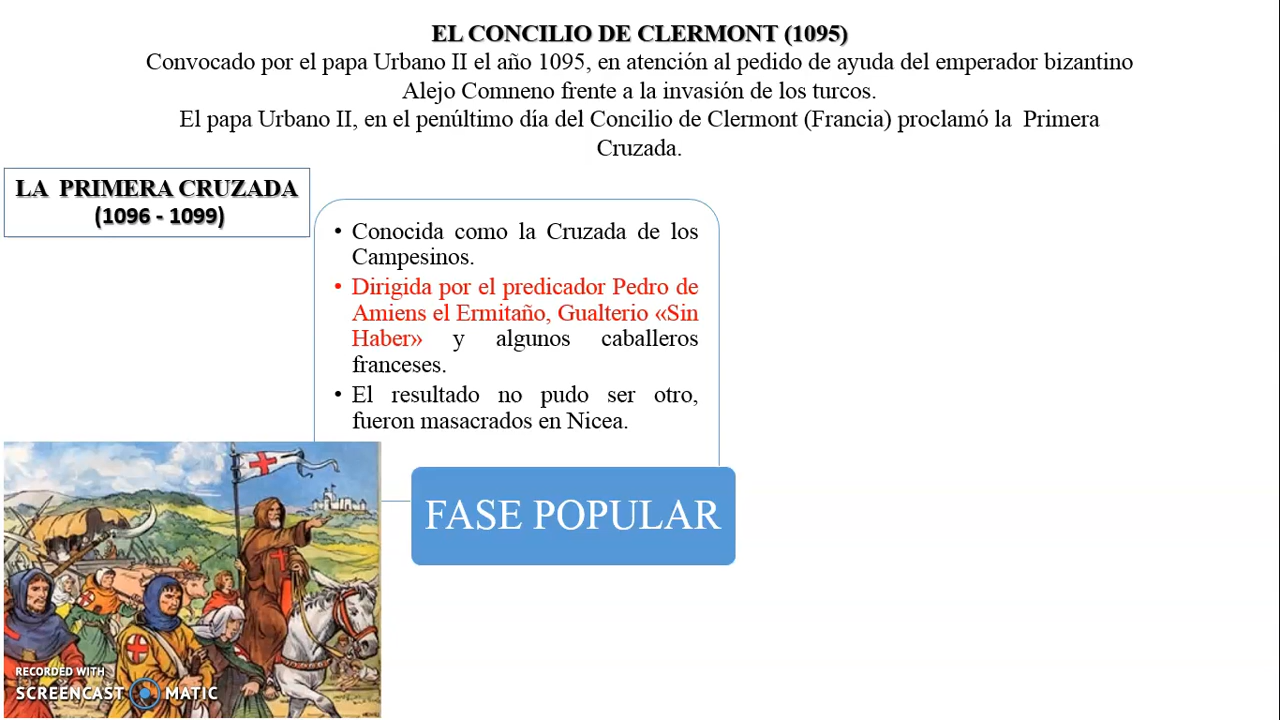 EL CONCILIO DE CLERMONT (1095)
Convocado por el papa Urbano II el año 1095, en atención al pedido de ayuda del emperador bizantino
Alejo Comneno frente a la invasión de los turcos.
El papa Urbano II, en el penúltimo día del Concilio de Clermont (Francia) proclamó la Primera
Cruzada.
LA PRIMERA CRUZADA
(1096 - 1099)
• Conocida como la Cruzada de los
Campesinos.
• Dirigida por el predicador Pedro de
Amiens el Ermitaño, Gualterio «Sin
Haber» y algunos caballeros
franceses.
• El resultado no pudo ser otro,
fueron masacrados en Nicea.
FASE POPULAR
RECORDED WITH
SCREENCAST MATIC